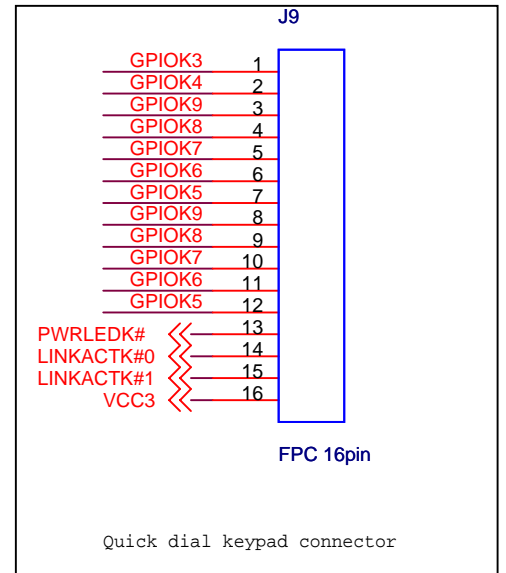 J9
GPIOK3 1
GPIOK4 2
GPIOK9 3
GPIOK8 4
GPIOK7 5
GPIOK6 6
GPIOK5 7
GPIOK9 8
GPIOK8 9
GPIOK7 10
GPIOK6 11
GPIOK5 12
PWRLEDK# 13
LINKACTK#0 14
LINKACTK#1 15
VCC3 16
FPC 16pin
Quick dial keypad connector